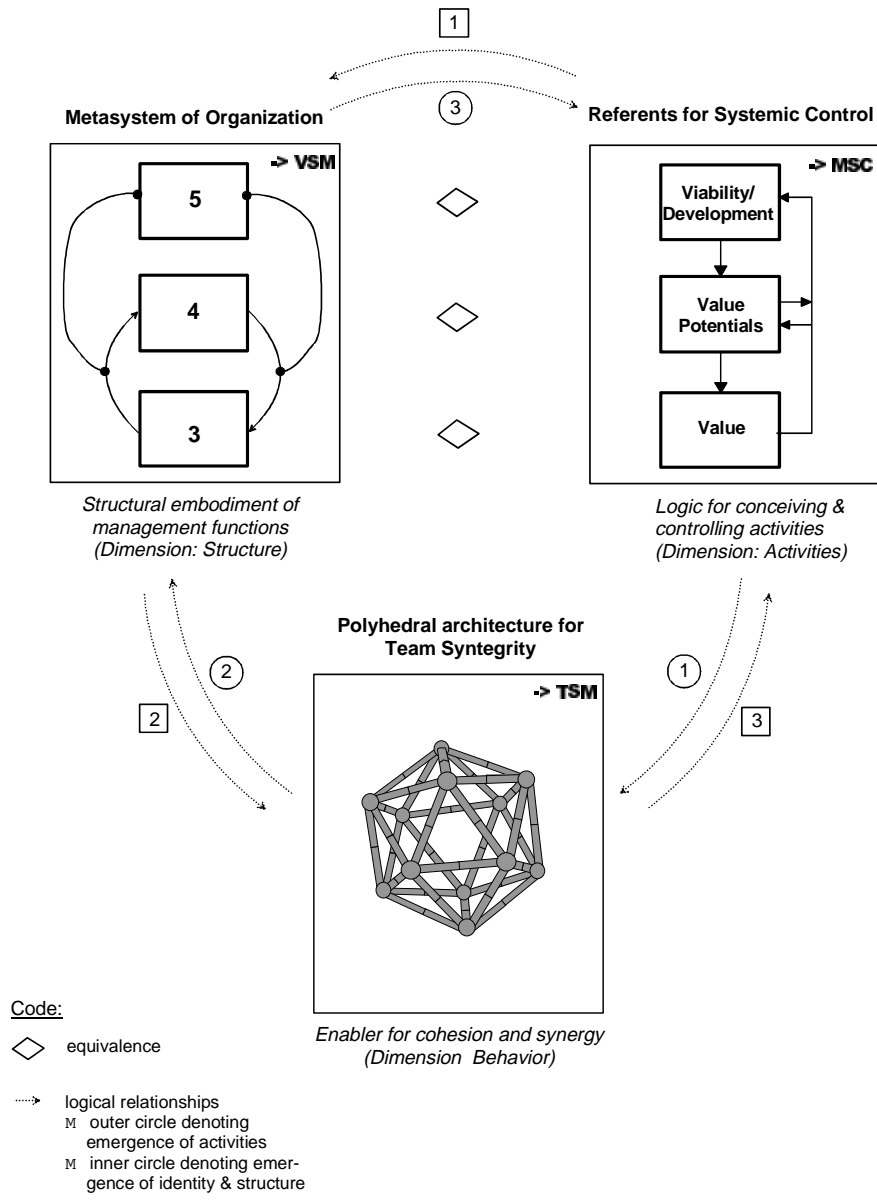 1
3
Metasystem of Organization
Referents for Systemic Control
-> VSM
-> MSC
5
4
3
Viability/
Development
Value
Potentials
Value
Structural embodiment of
management functions
(Dimension: Structure)
Logic for conceiving &
controlling activities
(Dimension: Activities)
Polyhedral architecture for
Team Syntegrity
2
2
1
3
-> TSM
Enabler for cohesion and synergy
(Dimension Behavior)
Code:
equivalence
logical relationships
M outer circle denoting
emergence of activities
M inner circle denoting emer-
gence of identity & structure